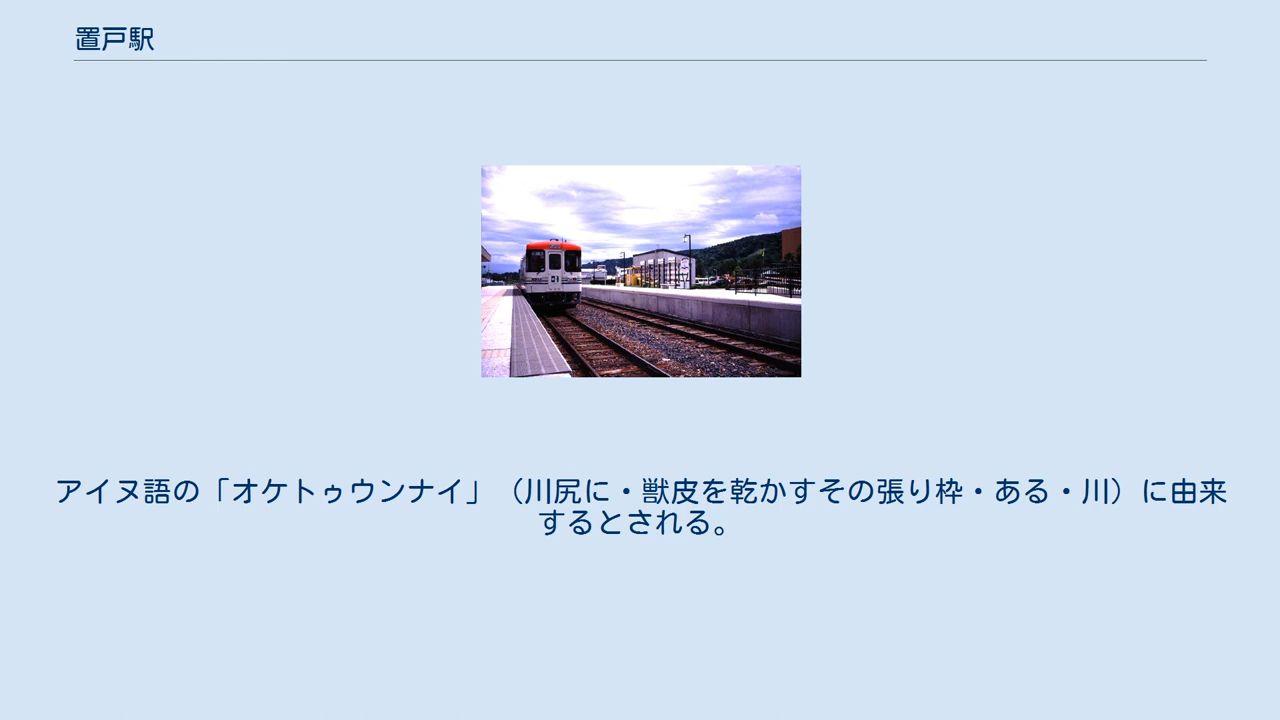 置戸駅
アイヌ語の「オケトゥウンナイ」（川尻に・獣皮を乾かすその張り枠・ある・川）に由来
するとされる。